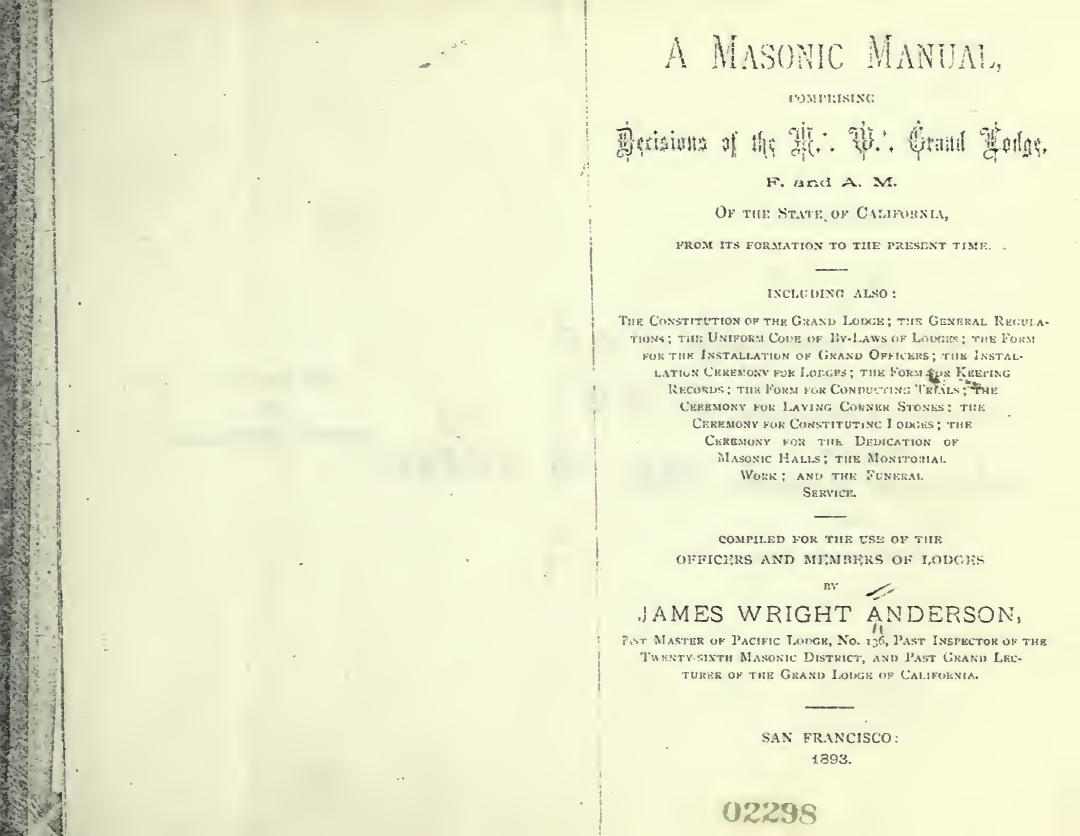 A MASONIC MANUAL,
COMPRISING
Decisions of the M∴ W∴ Grand Lodge,
F. and A. M.
OF THE STATE OF CALIFORNIA,
FROM ITS FORMATION TO THE PRESENT TIME.
INCLUDING ALSO:
THE CONSTITUTION OF THE GRAND LODGE; THE GENERAL REGULA-
TIONS; THE UNIFORM CODE OF BY-LAWS OF LODGES; THE FORM
FOR THE INSTALLATION OF GRAND OFFICERS; THE INSTAL-
LATION CEREMONY FOR LODGES; THE FORM FOR KEEPING
RECORDS; THE FORM FOR CONDUCTING TRIALS; THE
CEREMONY FOR LAYING CORNER STONES; THE
CEREMONY FOR CONSTITUTING LODGES; THE
CEREMONY FOR THE DEDICATION OF
MASONIC HALLS; THE MONITORIAL
WORK; AND THE FUNERAL
SERVICE.
COMPILED FOR THE USE OF THE
OFFICERS AND MEMBERS OF LODGES
BY
JAMES WRIGHT ANDERSON,
PAST MASTER OF PACIFIC LODGE, NO. 136, PAST INSPECTOR OF THE
TWENTY-SIXTH MASONIC DISTRICT, AND PAST GRAND LEC-
TURER OF THE GRAND LODGE OF CALIFORNIA.
SAN FRANCISCO:
1893.
02298